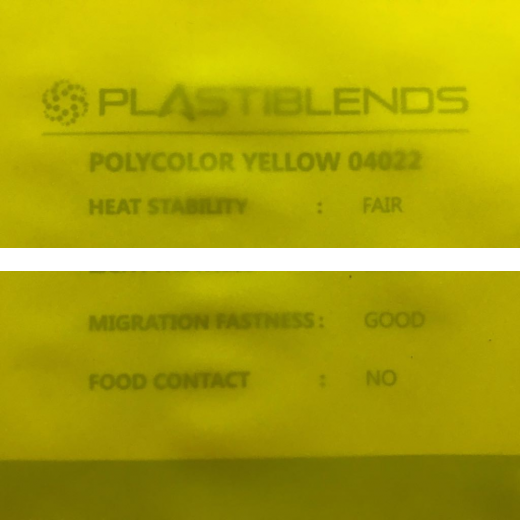 PLASTIBLENDS
POLYCOLOR YELLOW 04022
HEAT STABILITY : FAIR
MIGRATION FASTNESS : GOOD
FOOD CONTACT : NO